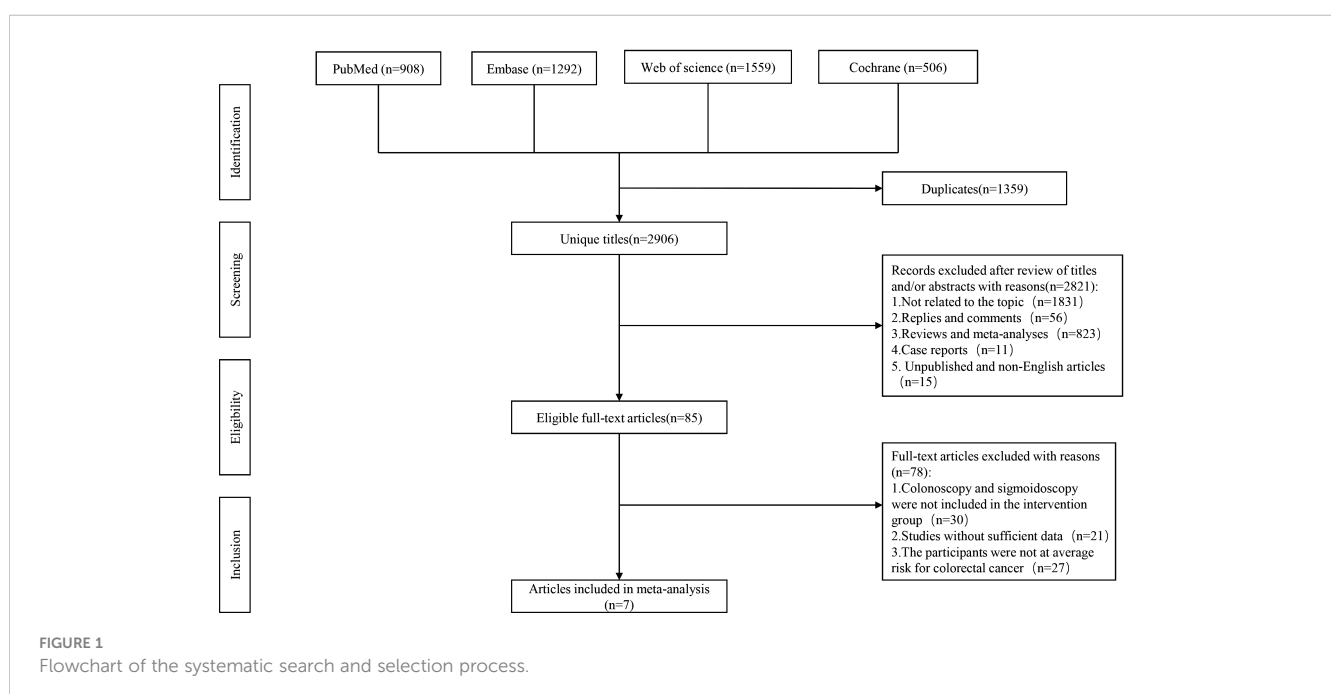 PubMed (n=908)
Embase (n=1292)
Web of science (n=1559)
Cochrane (n=506)
Identification
Duplicates(n=1359)
Unique titles(n=2906)
Screening
Records excluded after review of titles
and/or abstracts with reasons(n=2821):
1.Not related to the topic（n=1831）
2.Replies and comments（n=56）
3.Reviews and meta-analyses（n=823）
4.Case reports（n=11）
5. Unpublished and non-English articles
（n=15）
Eligibility
Eligible full-text articles(n=85)
Full-text articles excluded with reasons
(n=78):
1.Colonoscopy and sigmoidoscopy
were not included in the intervention
group（n=30）
2.Studies without sufficient data（n=21）
3.The participants were not at average
risk for colorectal cancer（n=27）
Inclusion
Articles included in meta-analysis
(n=7)
FIGURE 1
Flowchart of the systematic search and selection process.